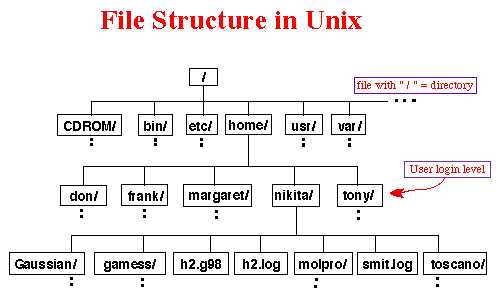 File Structure in Unix
/
file with " / " = directory
CDROM/ bin/ etc/ home/ usr/ var/
User login level
don/ frank/ margaret/ nikita/ tony/
Gaussian/ gamess/ h2.g98 h2.log molpro/ smit.log toscano/